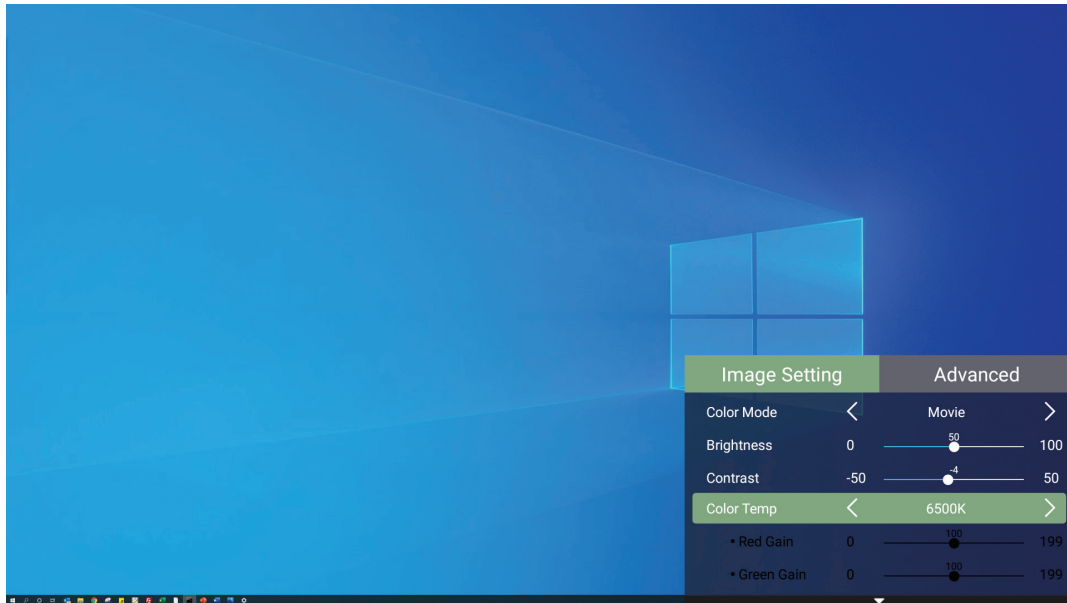 Image Setting Advanced
Color Mode Movie
Brightness 0 50 100
Contrast -50 -4 50
Color Temp 6500K
• Red Gain 0 100 199
• Green Gain 0 100 199